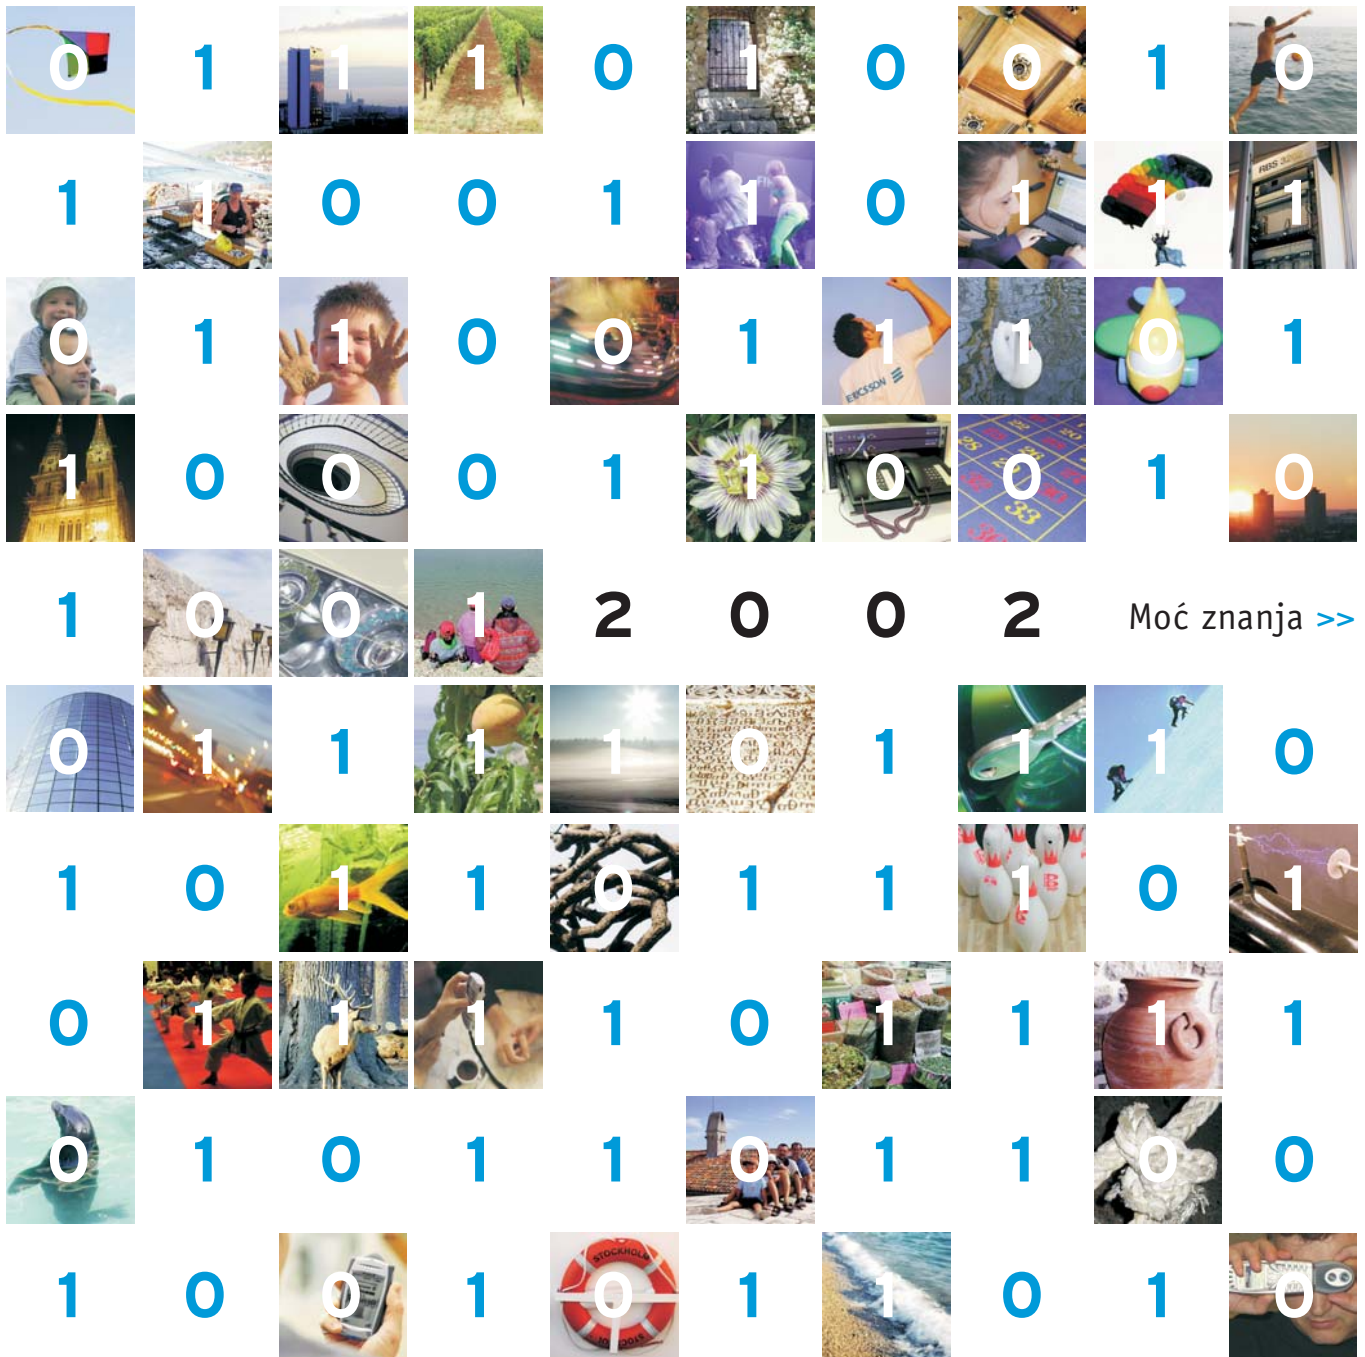 0 1 1 1 0 1 0 0 1 0
RBS 32
1 1 0 0 1 1 0 1 1 1
0 1 1 0 0 1 1 1 0 1
ERICSSON
1 0 0 0 1 1 0 0 1 0
33
1 0 0 1 2 0 0 2 Moć znanja >>
0 1 1 1 1 0 1 1 1 0
1 0 1 1 0 1 1 1 0 1
0 1 1 1 1 0 1 1 1 1
0 1 0 1 1 0 1 1 0 0
STOCKHOLM
1 0 0 1 0 1 1 0 1 0